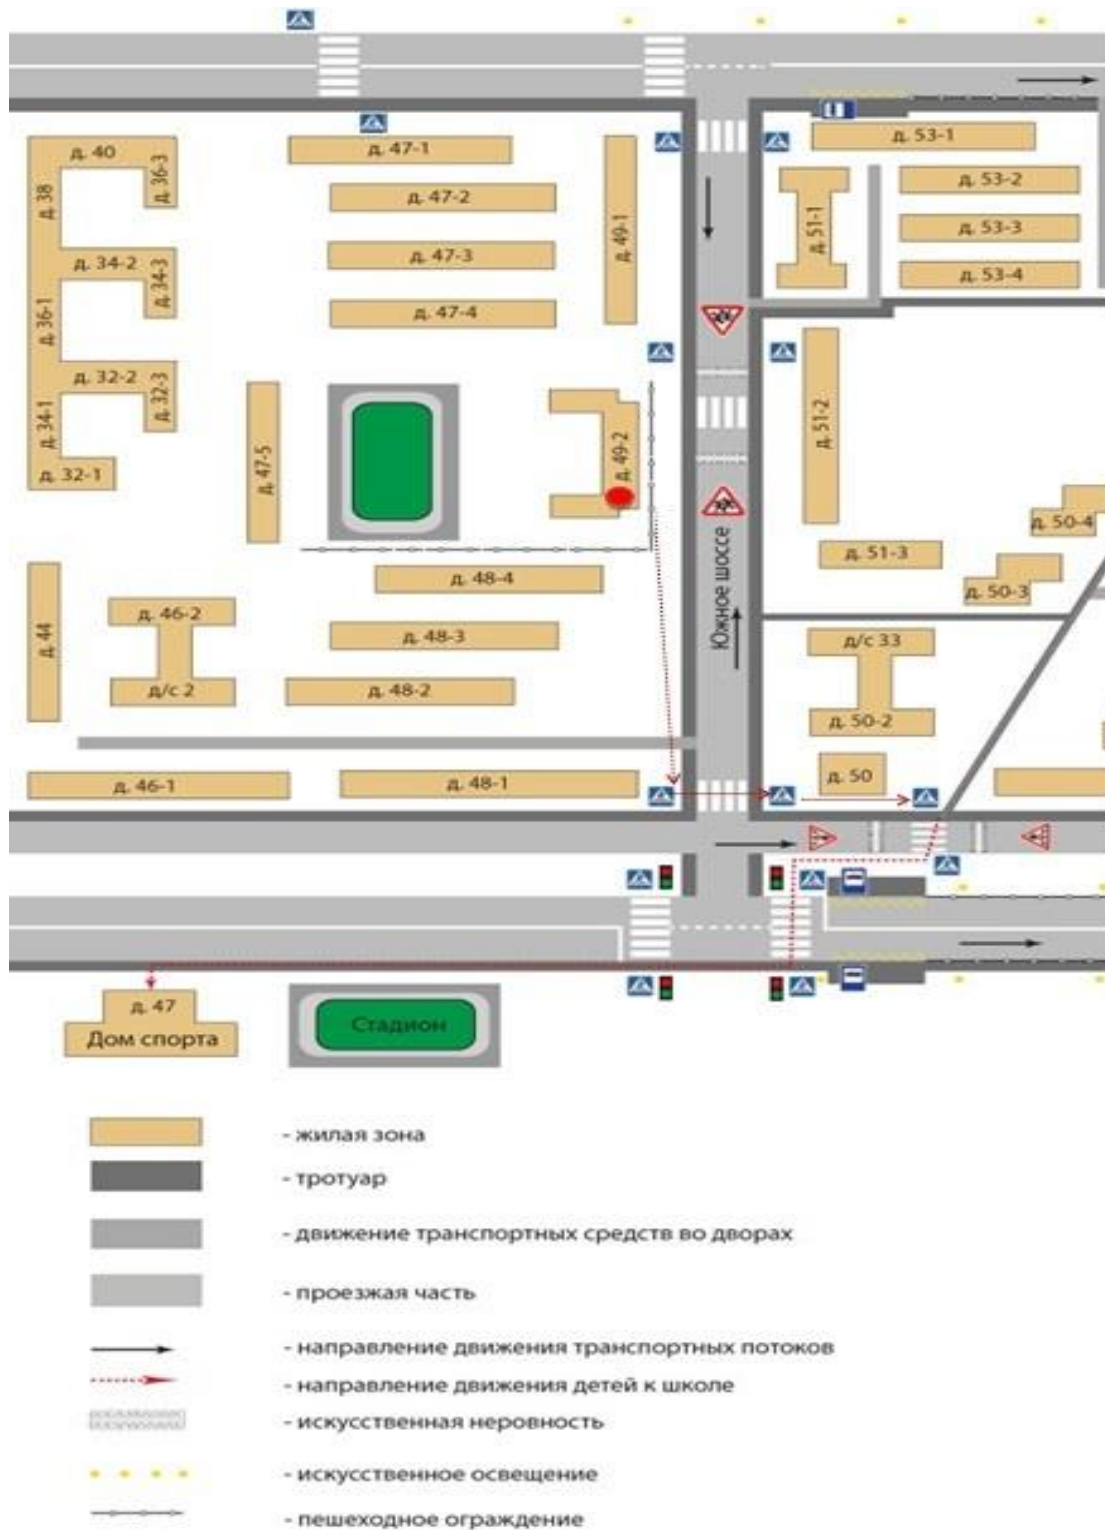 д. 40
д. 36-3
д. 38
д. 47-1
д. 53-1
д. 47-2
д. 53-2
д. 49-1
д. 51-1
д. 53-3
д. 34-2
д. 34-3
д. 47-3
д. 53-4
д. 36-1
д. 47-4
д. 32-2
д. 32-3
д. 34-1
д. 51-2
д. 49-2
д. 47-5
д. 32-1
д. 50-4
д. 51-3
д. 50-3
д. 48-4
Южное шоссе
д. 46-2
д. 44
д. 48-3
д/с 33
д/с 2
д. 48-2
д. 50-2
д. 46-1
д. 48-1
д. 50
д. 47
Дом спорта
Стадион
- жилая зона
- тротуар
- движение транспортных средств во дворах
- проезжая часть
- направление движения транспортных потоков
- направление движения детей к школе
- искусственная неровность
- искусственное освещение
- пешеходное ограждение